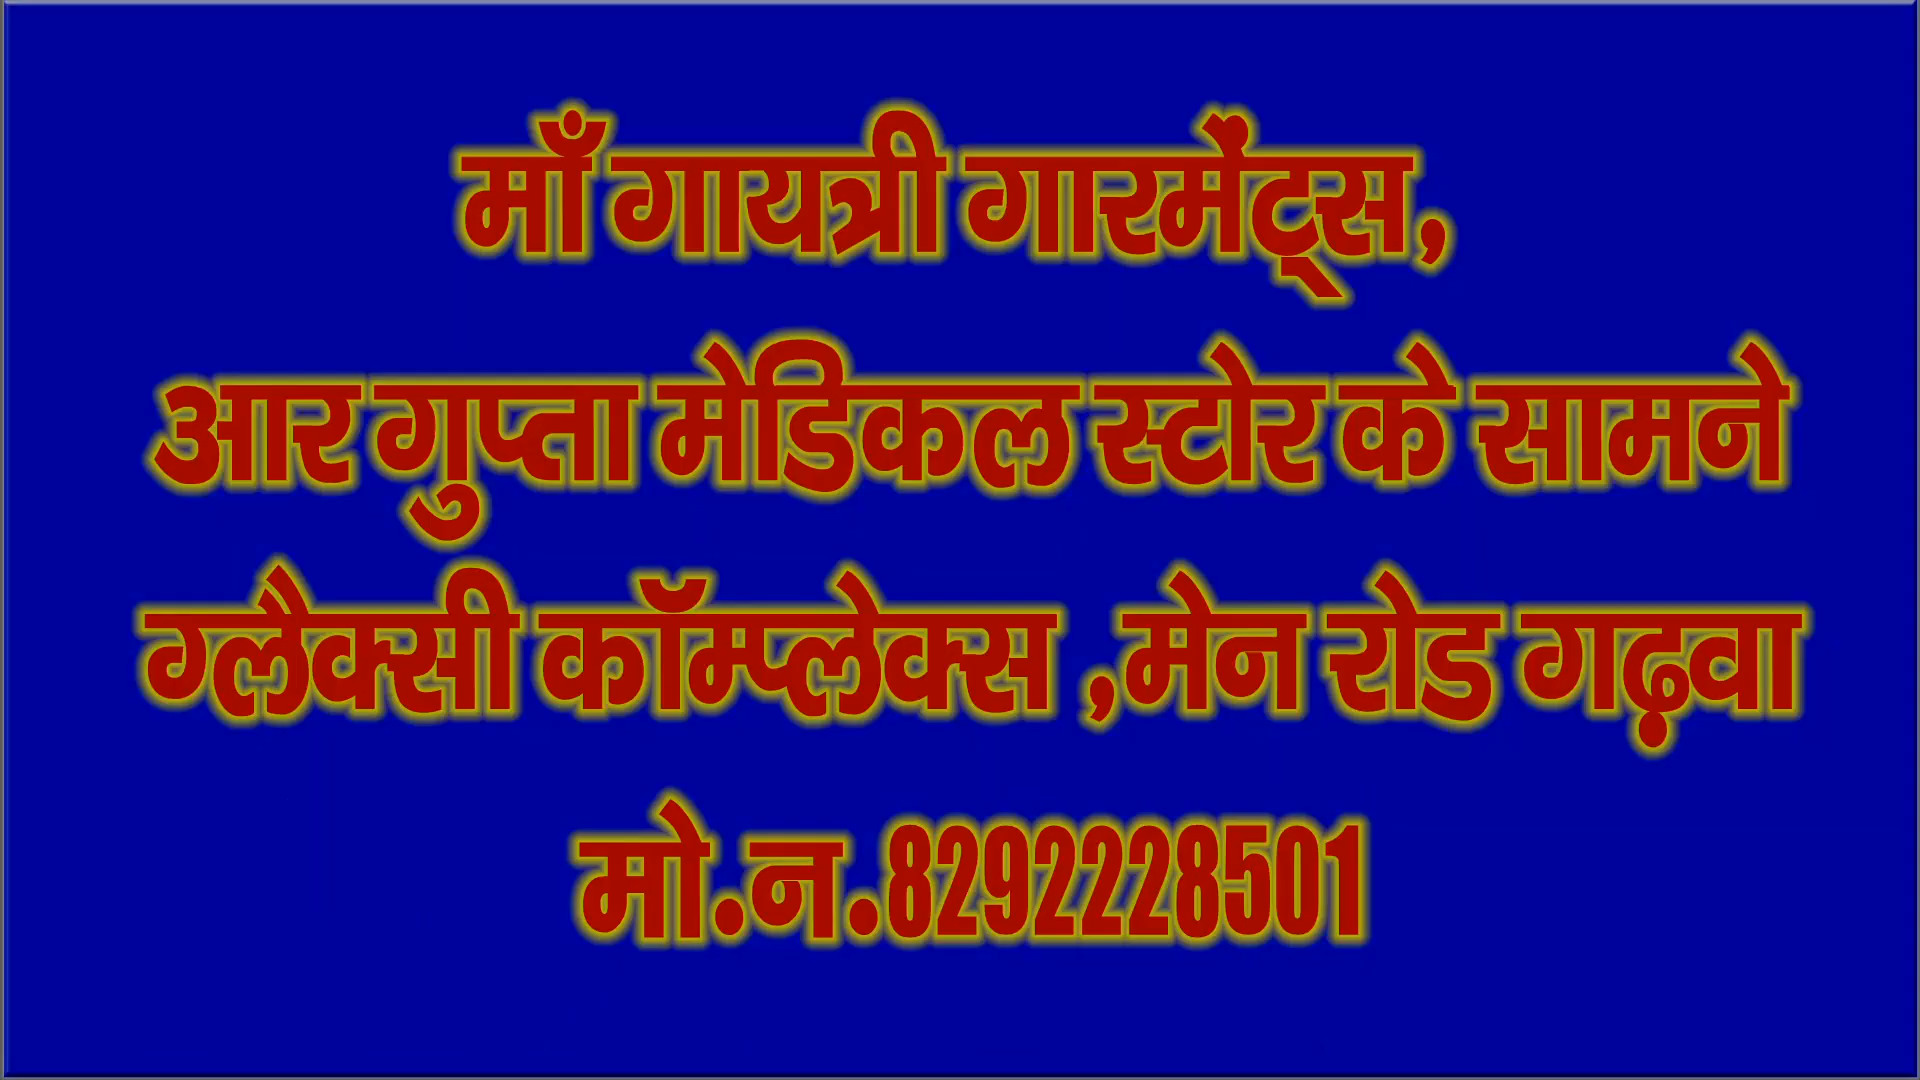 माँ गायत्री गारमेंट्स,
आर गुप्ता मेडिकल स्टोर के सामने
ग्लैक्सी कॉम्प्लेक्स ,मेन रोड गढ़वा
मो.न.8292228501